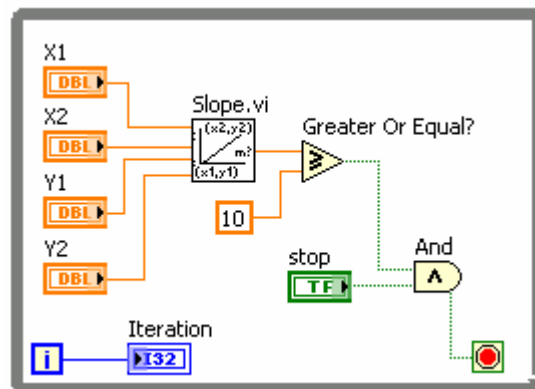 X1
DBL
X2
DBL
Y1
DBL
Y2
DBL
Slope.vi
(x2,y2)
m?
(x1,y1)
Greater Or Equal?
≥
10
stop
TF
And
∧
Iteration
i
I32